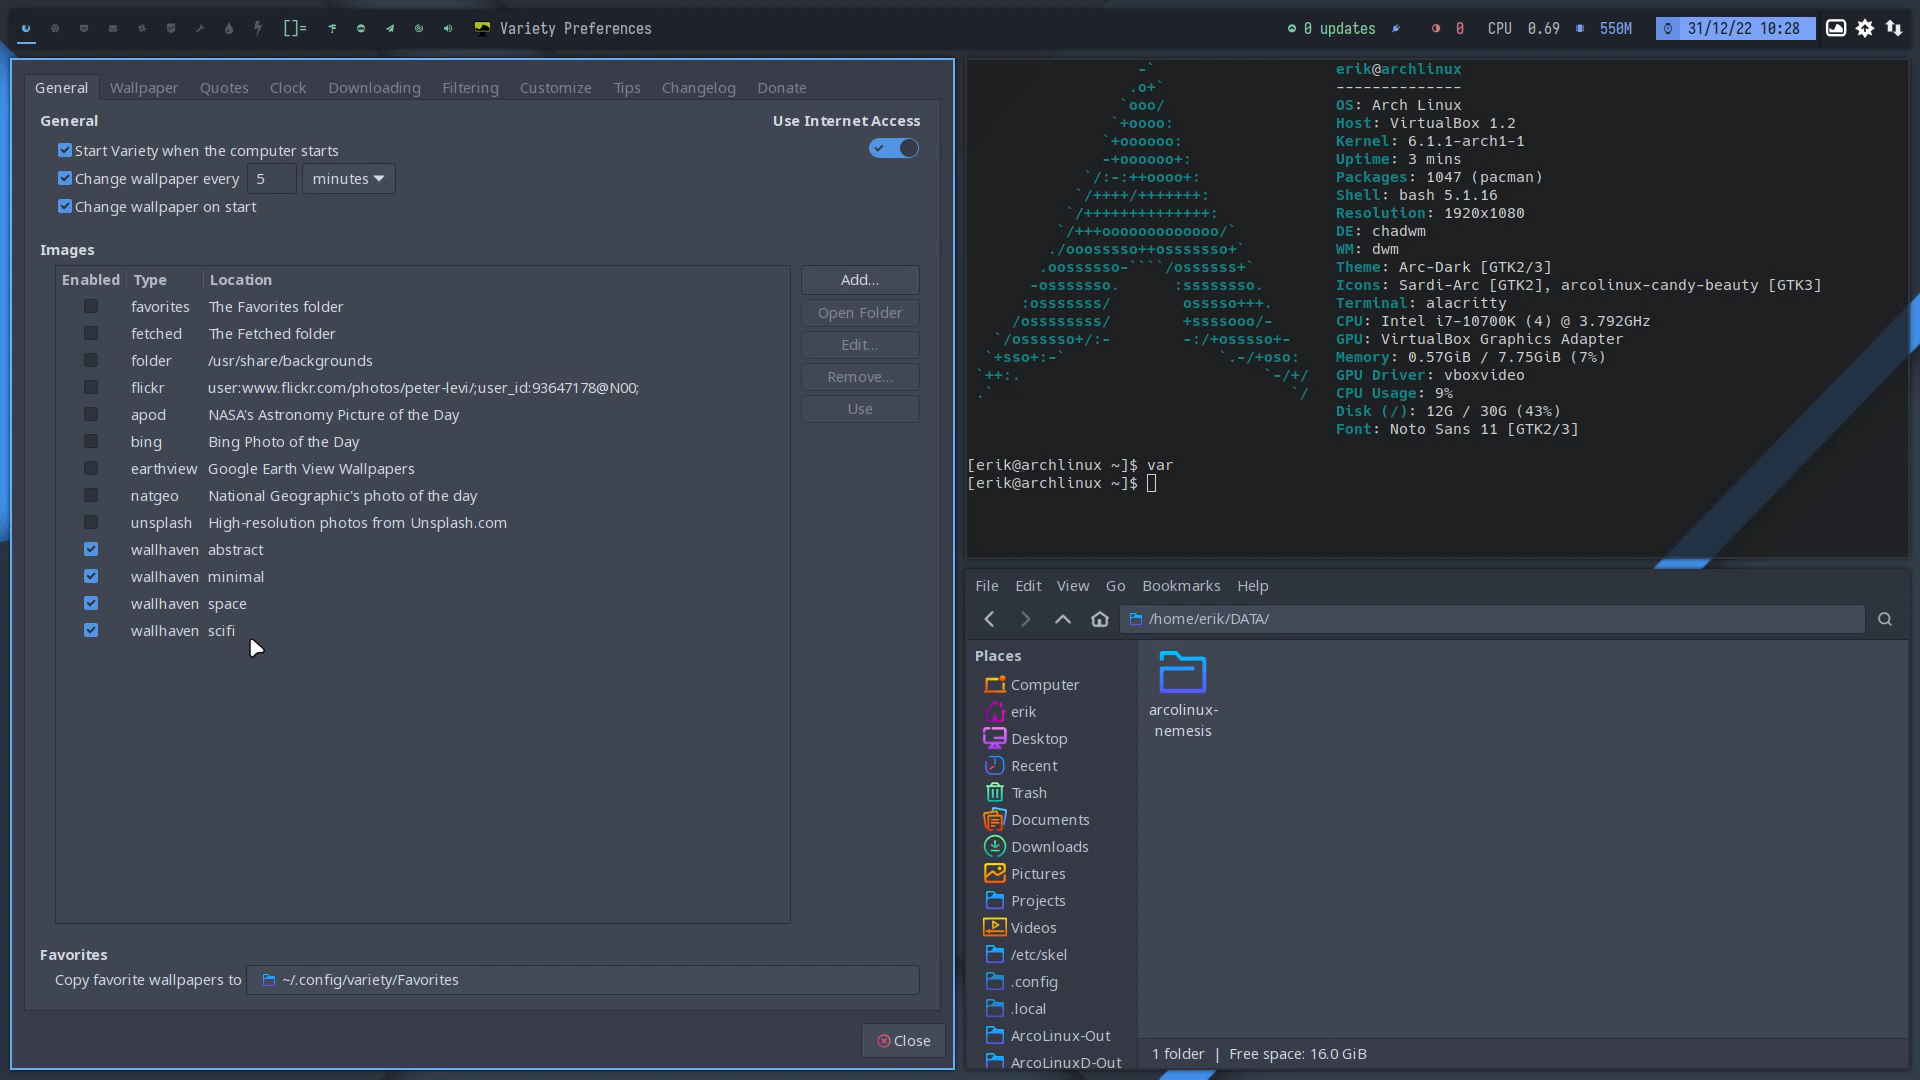 []=
Variety Preferences
0 updates
0
CPU 0.69
550M
31/12/22 10:28
General Wallpaper Quotes Clock Downloading Filtering Customize Tips Changelog Donate
General
Use Internet Access
Start Variety when the computer starts
Change wallpaper every 5 minutes
Change wallpaper on start
Images
Enabled Type Location
favorites The Favorites folder
fetched The Fetched folder
folder /usr/share/backgrounds
flickr user:www.flickr.com/photos/peter-levi/;user_id:93647178@N00;
apod NASA's Astronomy Picture of the Day
bing Bing Photo of the Day
earthview Google Earth View Wallpapers
natgeo National Geographic's photo of the day
unsplash High-resolution photos from Unsplash.com
wallhaven abstract
wallhaven minimal
wallhaven space
wallhaven scifi
Add...
Open Folder
Edit...
Remove...
Use
Favorites
Copy favorite wallpapers to ~/.config/variety/Favorites
Close
erik@archlinux
--------------
OS: Arch Linux
Host: VirtualBox 1.2
Kernel: 6.1.1-arch1-1
Uptime: 3 mins
Packages: 1047 (pacman)
Shell: bash 5.1.16
Resolution: 1920x1080
DE: chadwm
WM: dwm
Theme: Arc-Dark [GTK2/3]
Icons: Sardi-Arc [GTK2], arcolinux-candy-beauty [GTK3]
Terminal: alacritty
CPU: Intel i7-10700K (4) @ 3.792GHz
GPU: VirtualBox Graphics Adapter
Memory: 0.57GiB / 7.75GiB (7%)
GPU Driver: vboxvideo
CPU Usage: 9%
Disk (/): 12G / 30G (43%)
Font: Noto Sans 11 [GTK2/3]
[erik@archlinux ~]$ var
[erik@archlinux ~]$
File Edit View Go Bookmarks Help
/home/erik/DATA/
Places
Computer
erik
Desktop
Recent
Trash
Documents
Downloads
Pictures
Projects
Videos
/etc/skel
.config
.local
ArcoLinux-Out
ArcoLinuxD-Out
arcolinux-
nemesis
1 folder | Free space: 16.0 GiB